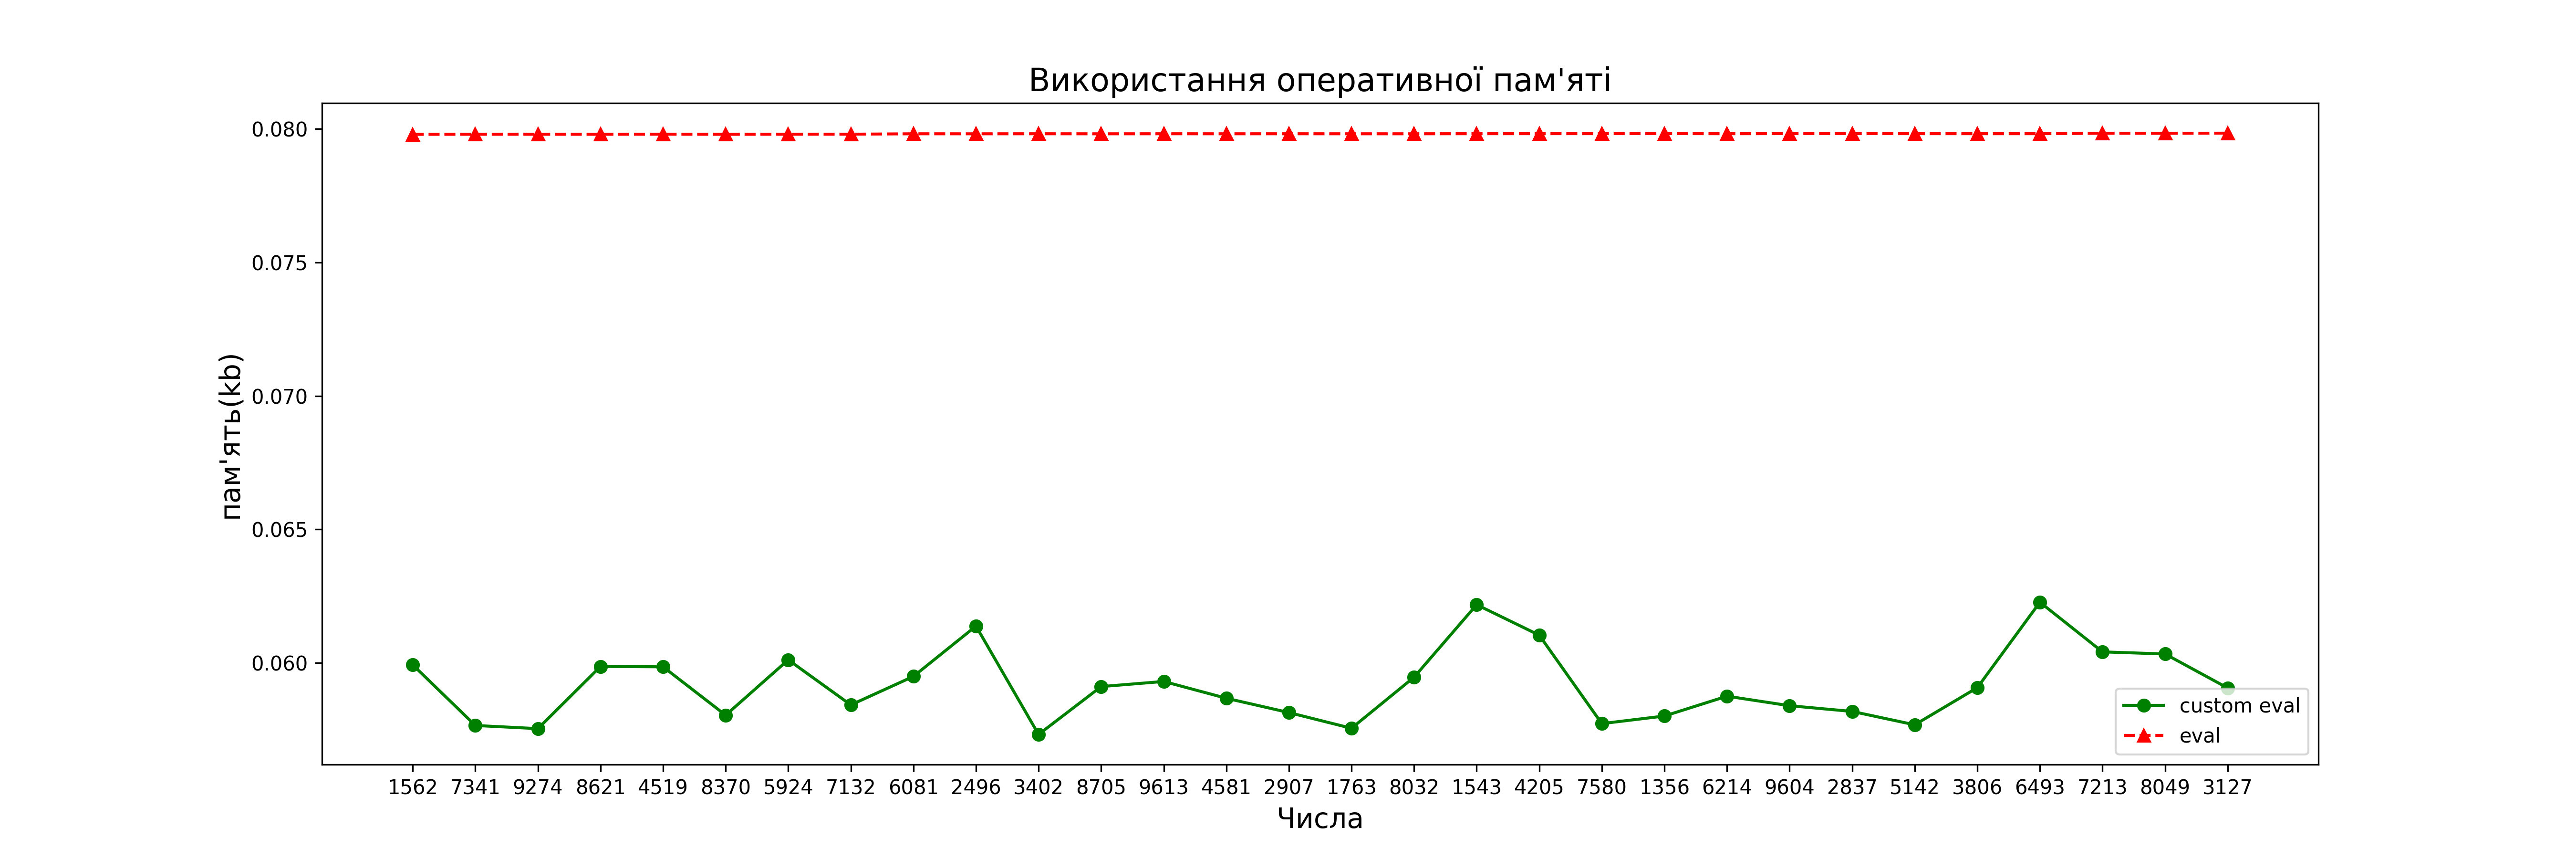 Використання оперативної пам'яті
пам'ять(kb)
0.080
0.075
0.070
0.065
0.060
1562 7341 9274 8621 4519 8370 5924 7132 6081 2496 3402 8705 9613 4581 2907 1763 8032 1543 4205 7580 1356 6214 9604 2837 5142 3806 6493 7213 8049 3127
Числа
custom eval
eval